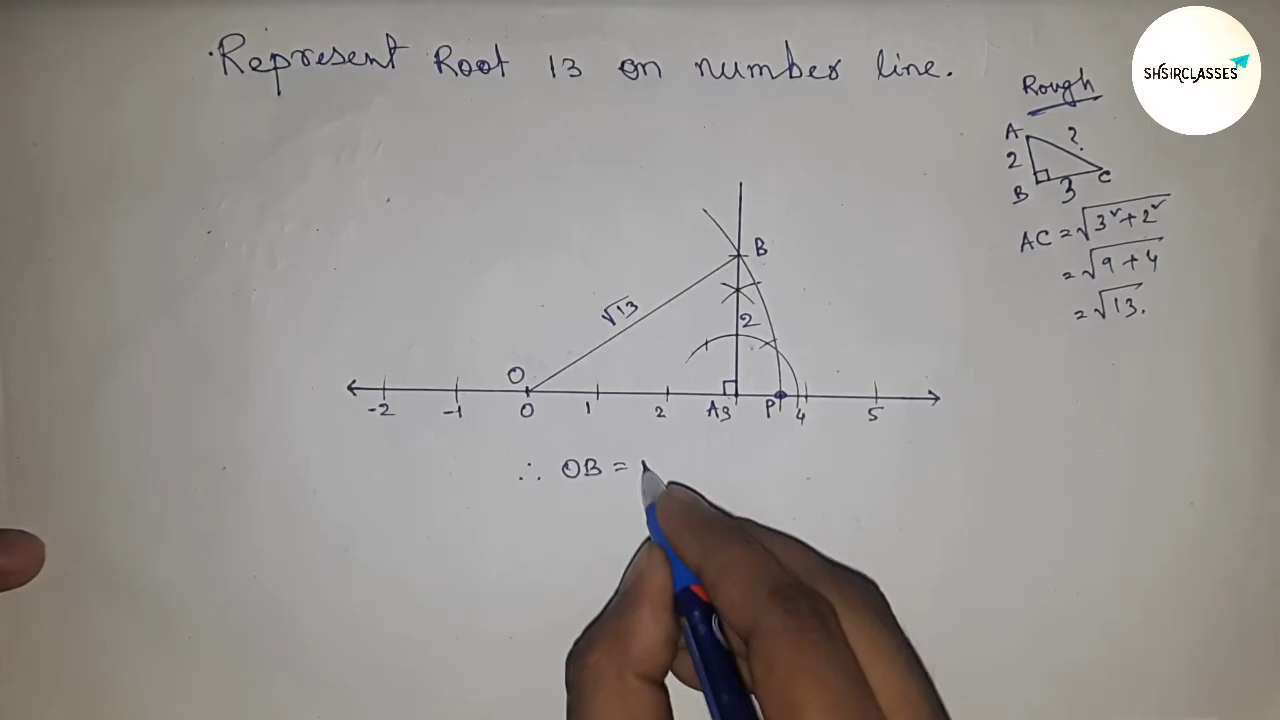 Represent Root 13 on number line.
SHSIRCLASSES
Rough
A
?
2
B
3
C
AC = √3² + 2²
= √9 + 4
= √13.
B
√13
2
O
-2 -1 0 1 2 A3 P 4 5
∴ OB =